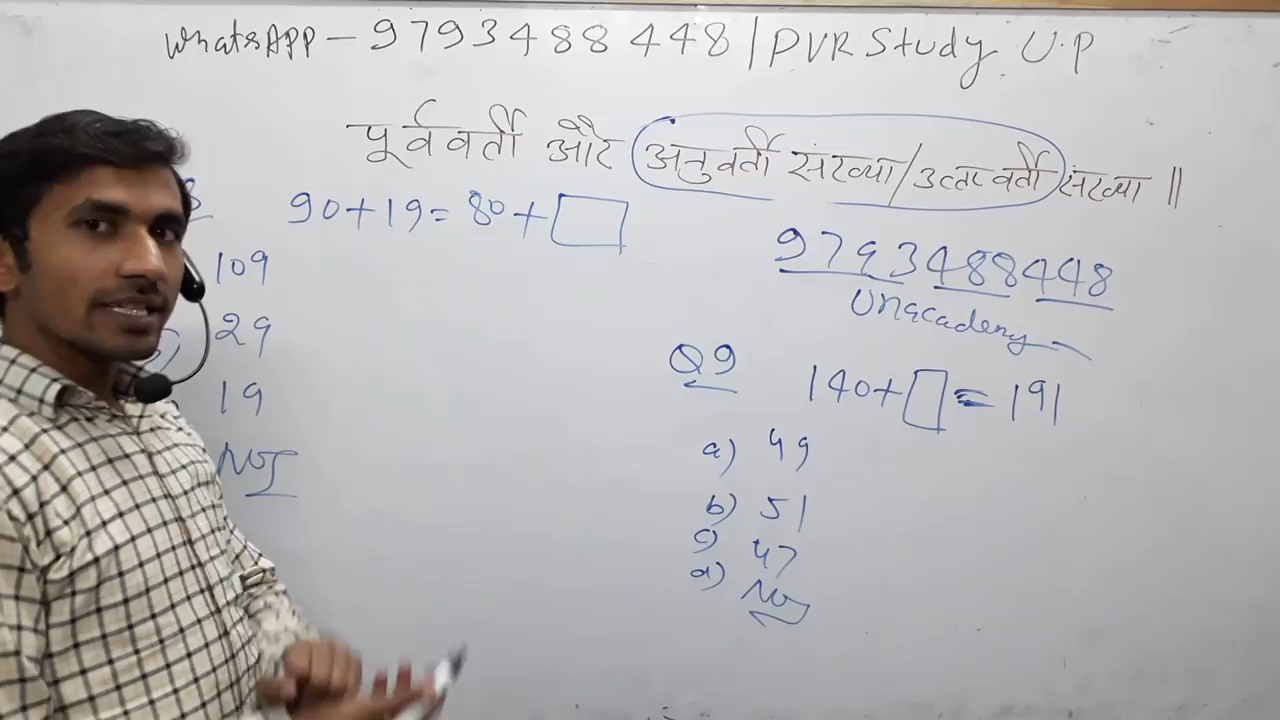 WhatsAPP - 9793488448 / PVR Study U.P
पूर्ववर्ती और अनुवर्ती संख्या / उत्तरवर्ती संख्या ||
90+19=80+□
109
29
19
NOT
9793488448
Unacademy
Q9 140+□=191
a) 49
b) 51
c) 47
d) NOT